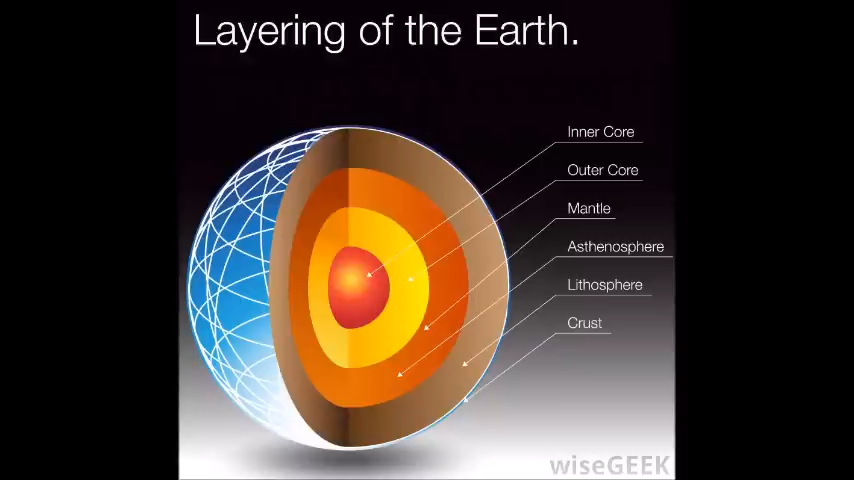 Layering of the Earth.
Inner Core
Outer Core
Mantle
Asthenosphere
Lithosphere
Crust
wiseGEEK